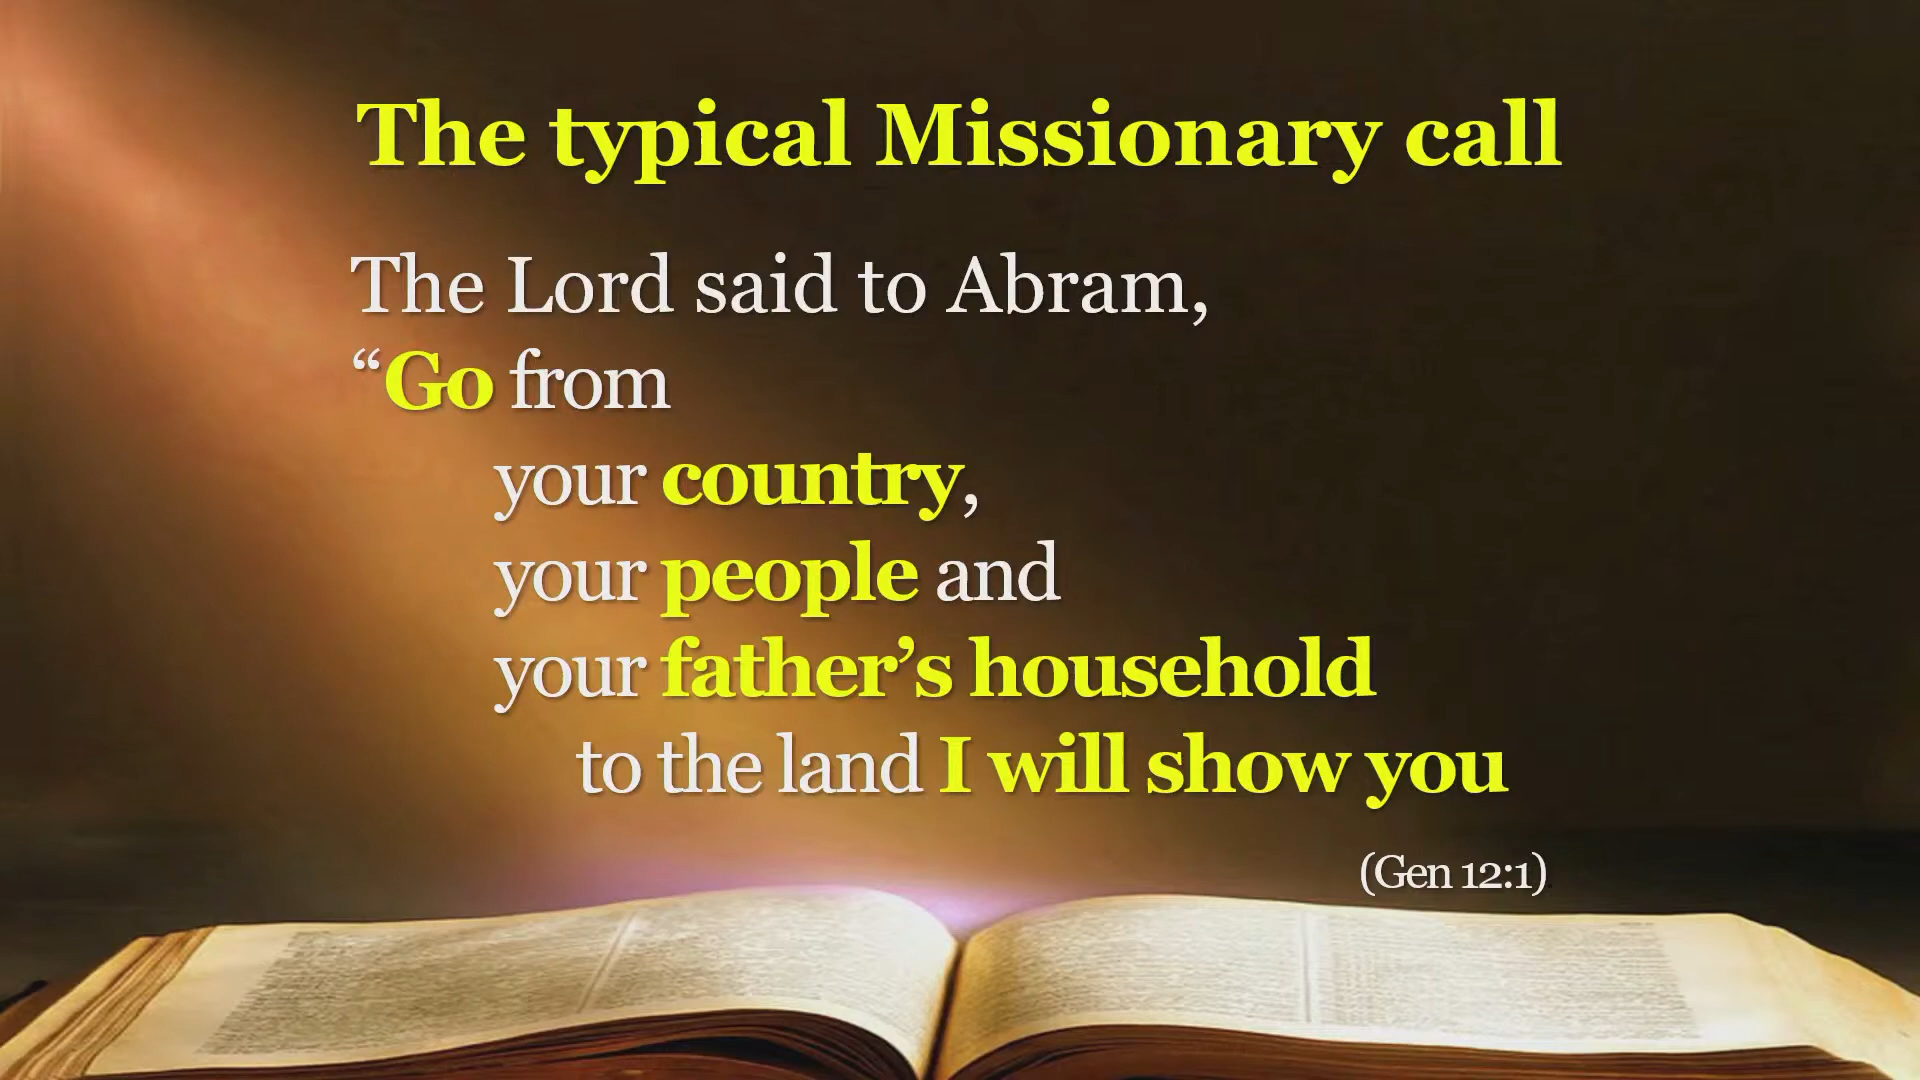 The typical Missionary call
The Lord said to Abram,
“Go from
your country,
your people and
your father’s household
to the land I will show you
(Gen 12:1)